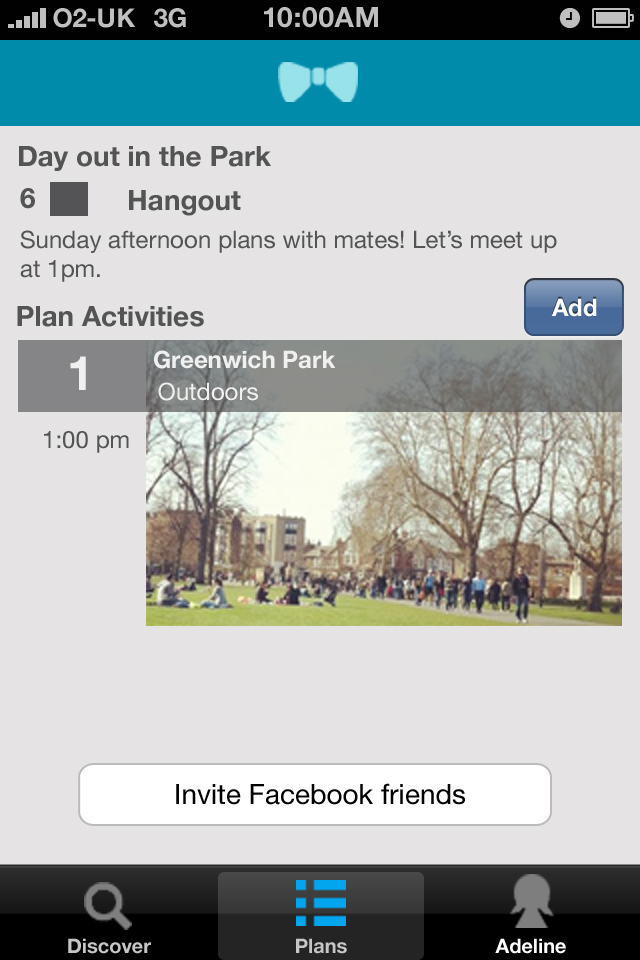 O2-UK 3G 10:00AM
Day out in the Park
6 Hangout
Sunday afternoon plans with mates! Let’s meet up
at 1pm.
Add
Plan Activities
1 Greenwich Park
Outdoors
1:00 pm
Invite Facebook friends
Discover Plans Adeline